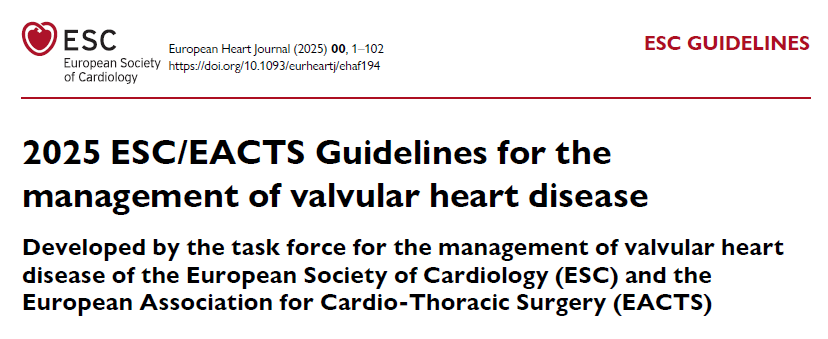 ESC
European Society
of Cardiology
European Heart Journal (2025) 00, 1–102
https://doi.org/10.1093/eurheartj/ehaf194
ESC GUIDELINES
2025 ESC/EACTS Guidelines for the
management of valvular heart disease
Developed by the task force for the management of valvular heart
disease of the European Society of Cardiology (ESC) and the
European Association for Cardio-Thoracic Surgery (EACTS)